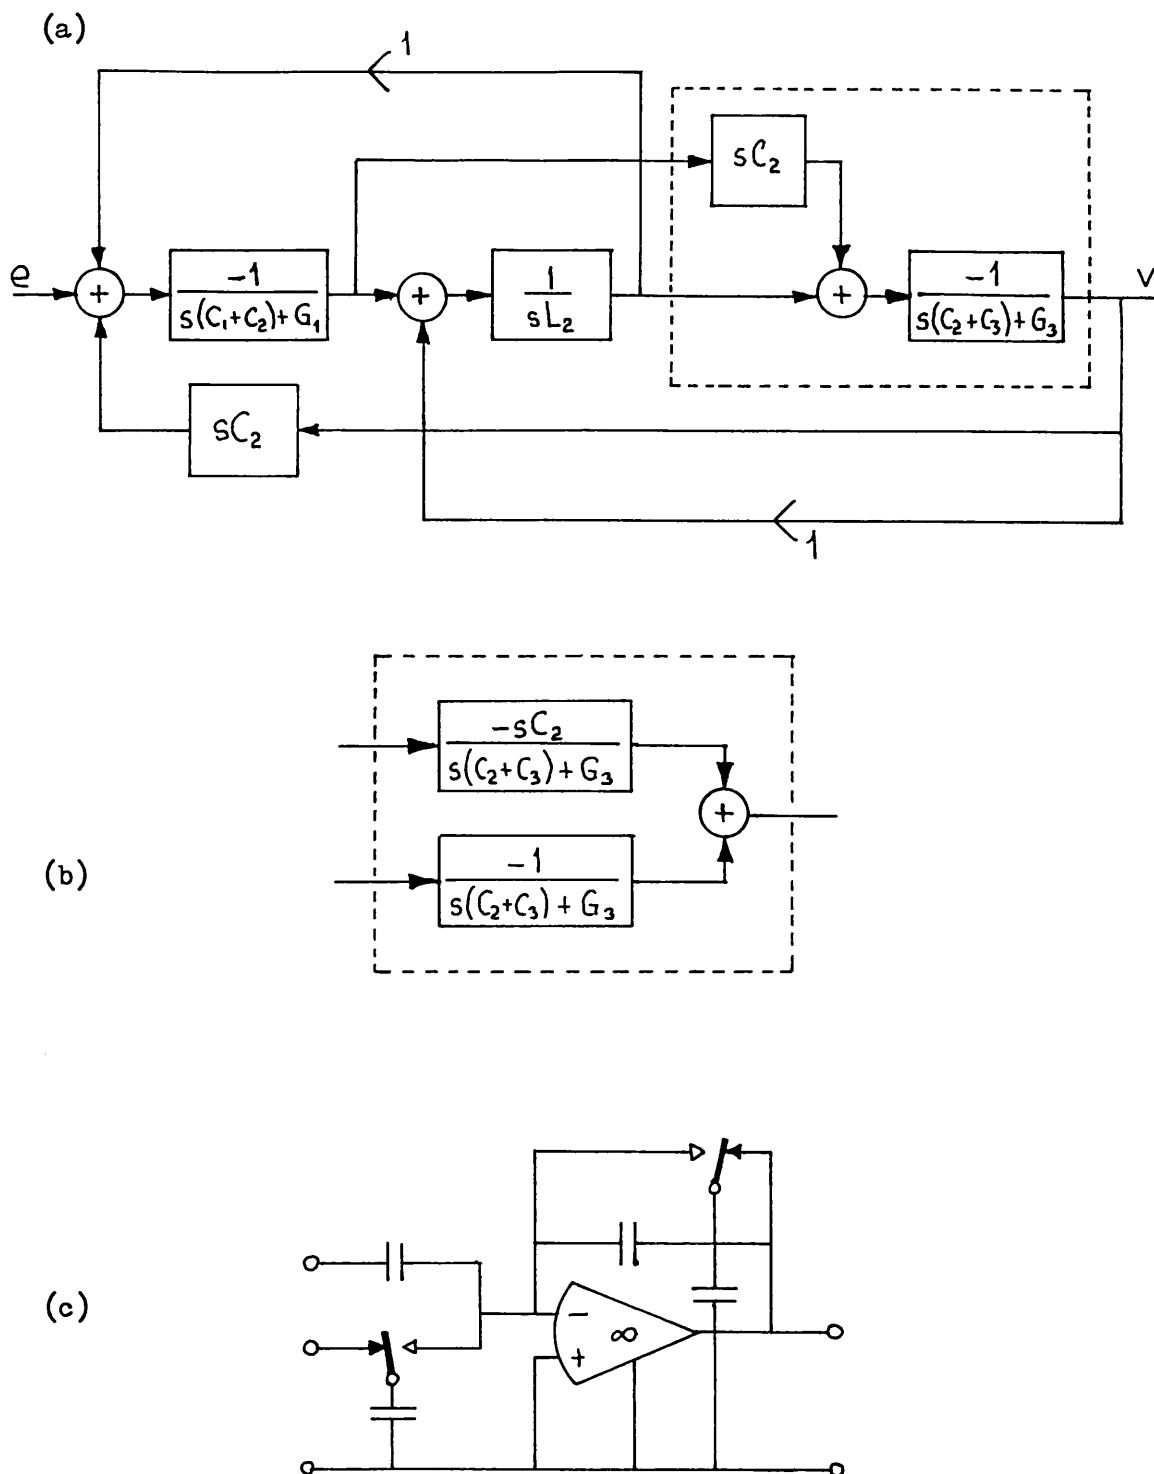 (a)
1
sC₂
e
+
-1
s(C₁+C₂)+G₁
+
1
sL₂
+
-1
s(C₂+C₃)+G₃
v
sC₂
1
-sC₂
s(C₂+C₃)+G₃
+
(b)
-1
s(C₂+C₃)+G₃
(c)
−
∞
+